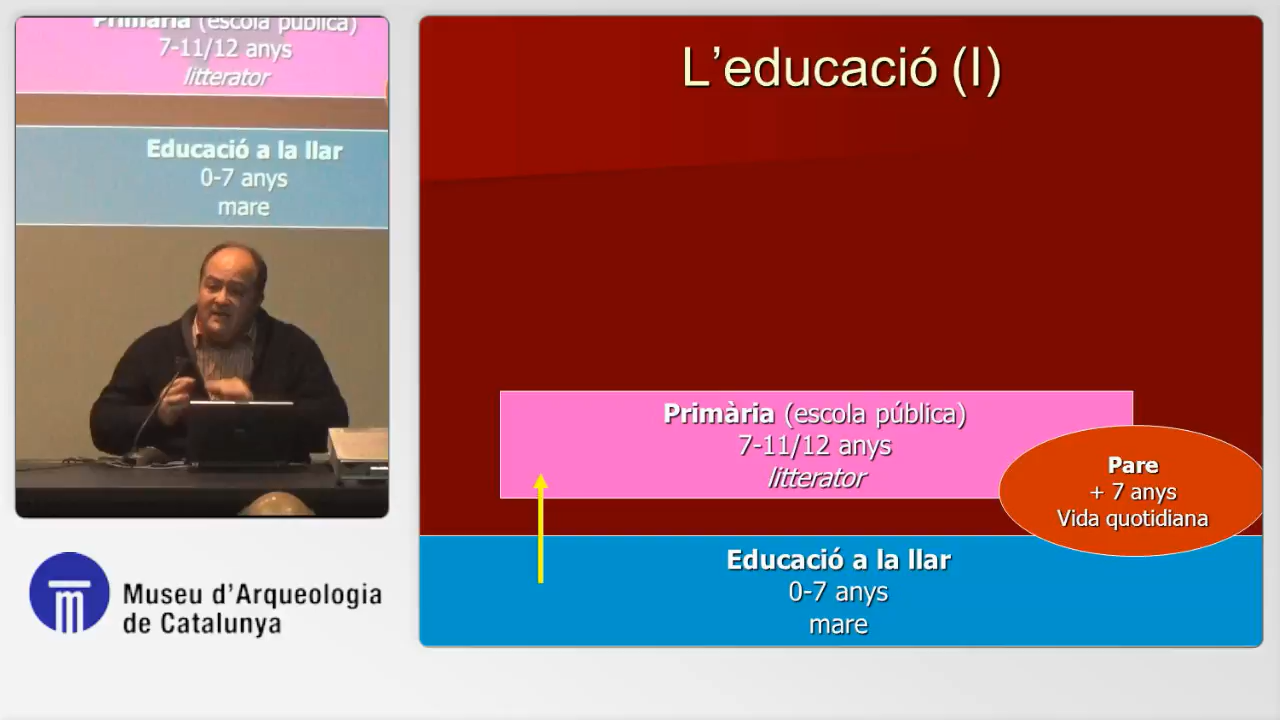 Primària (escola pública)
7-11/12 anys
litterator
Educació a la llar
0-7 anys
mare
Museu d'Arqueologia
de Catalunya
L'educació (I)
Primària (escola pública)
7-11/12 anys
litterator
Pare
+ 7 anys
Vida quotidiana
Educació a la llar
0-7 anys
mare